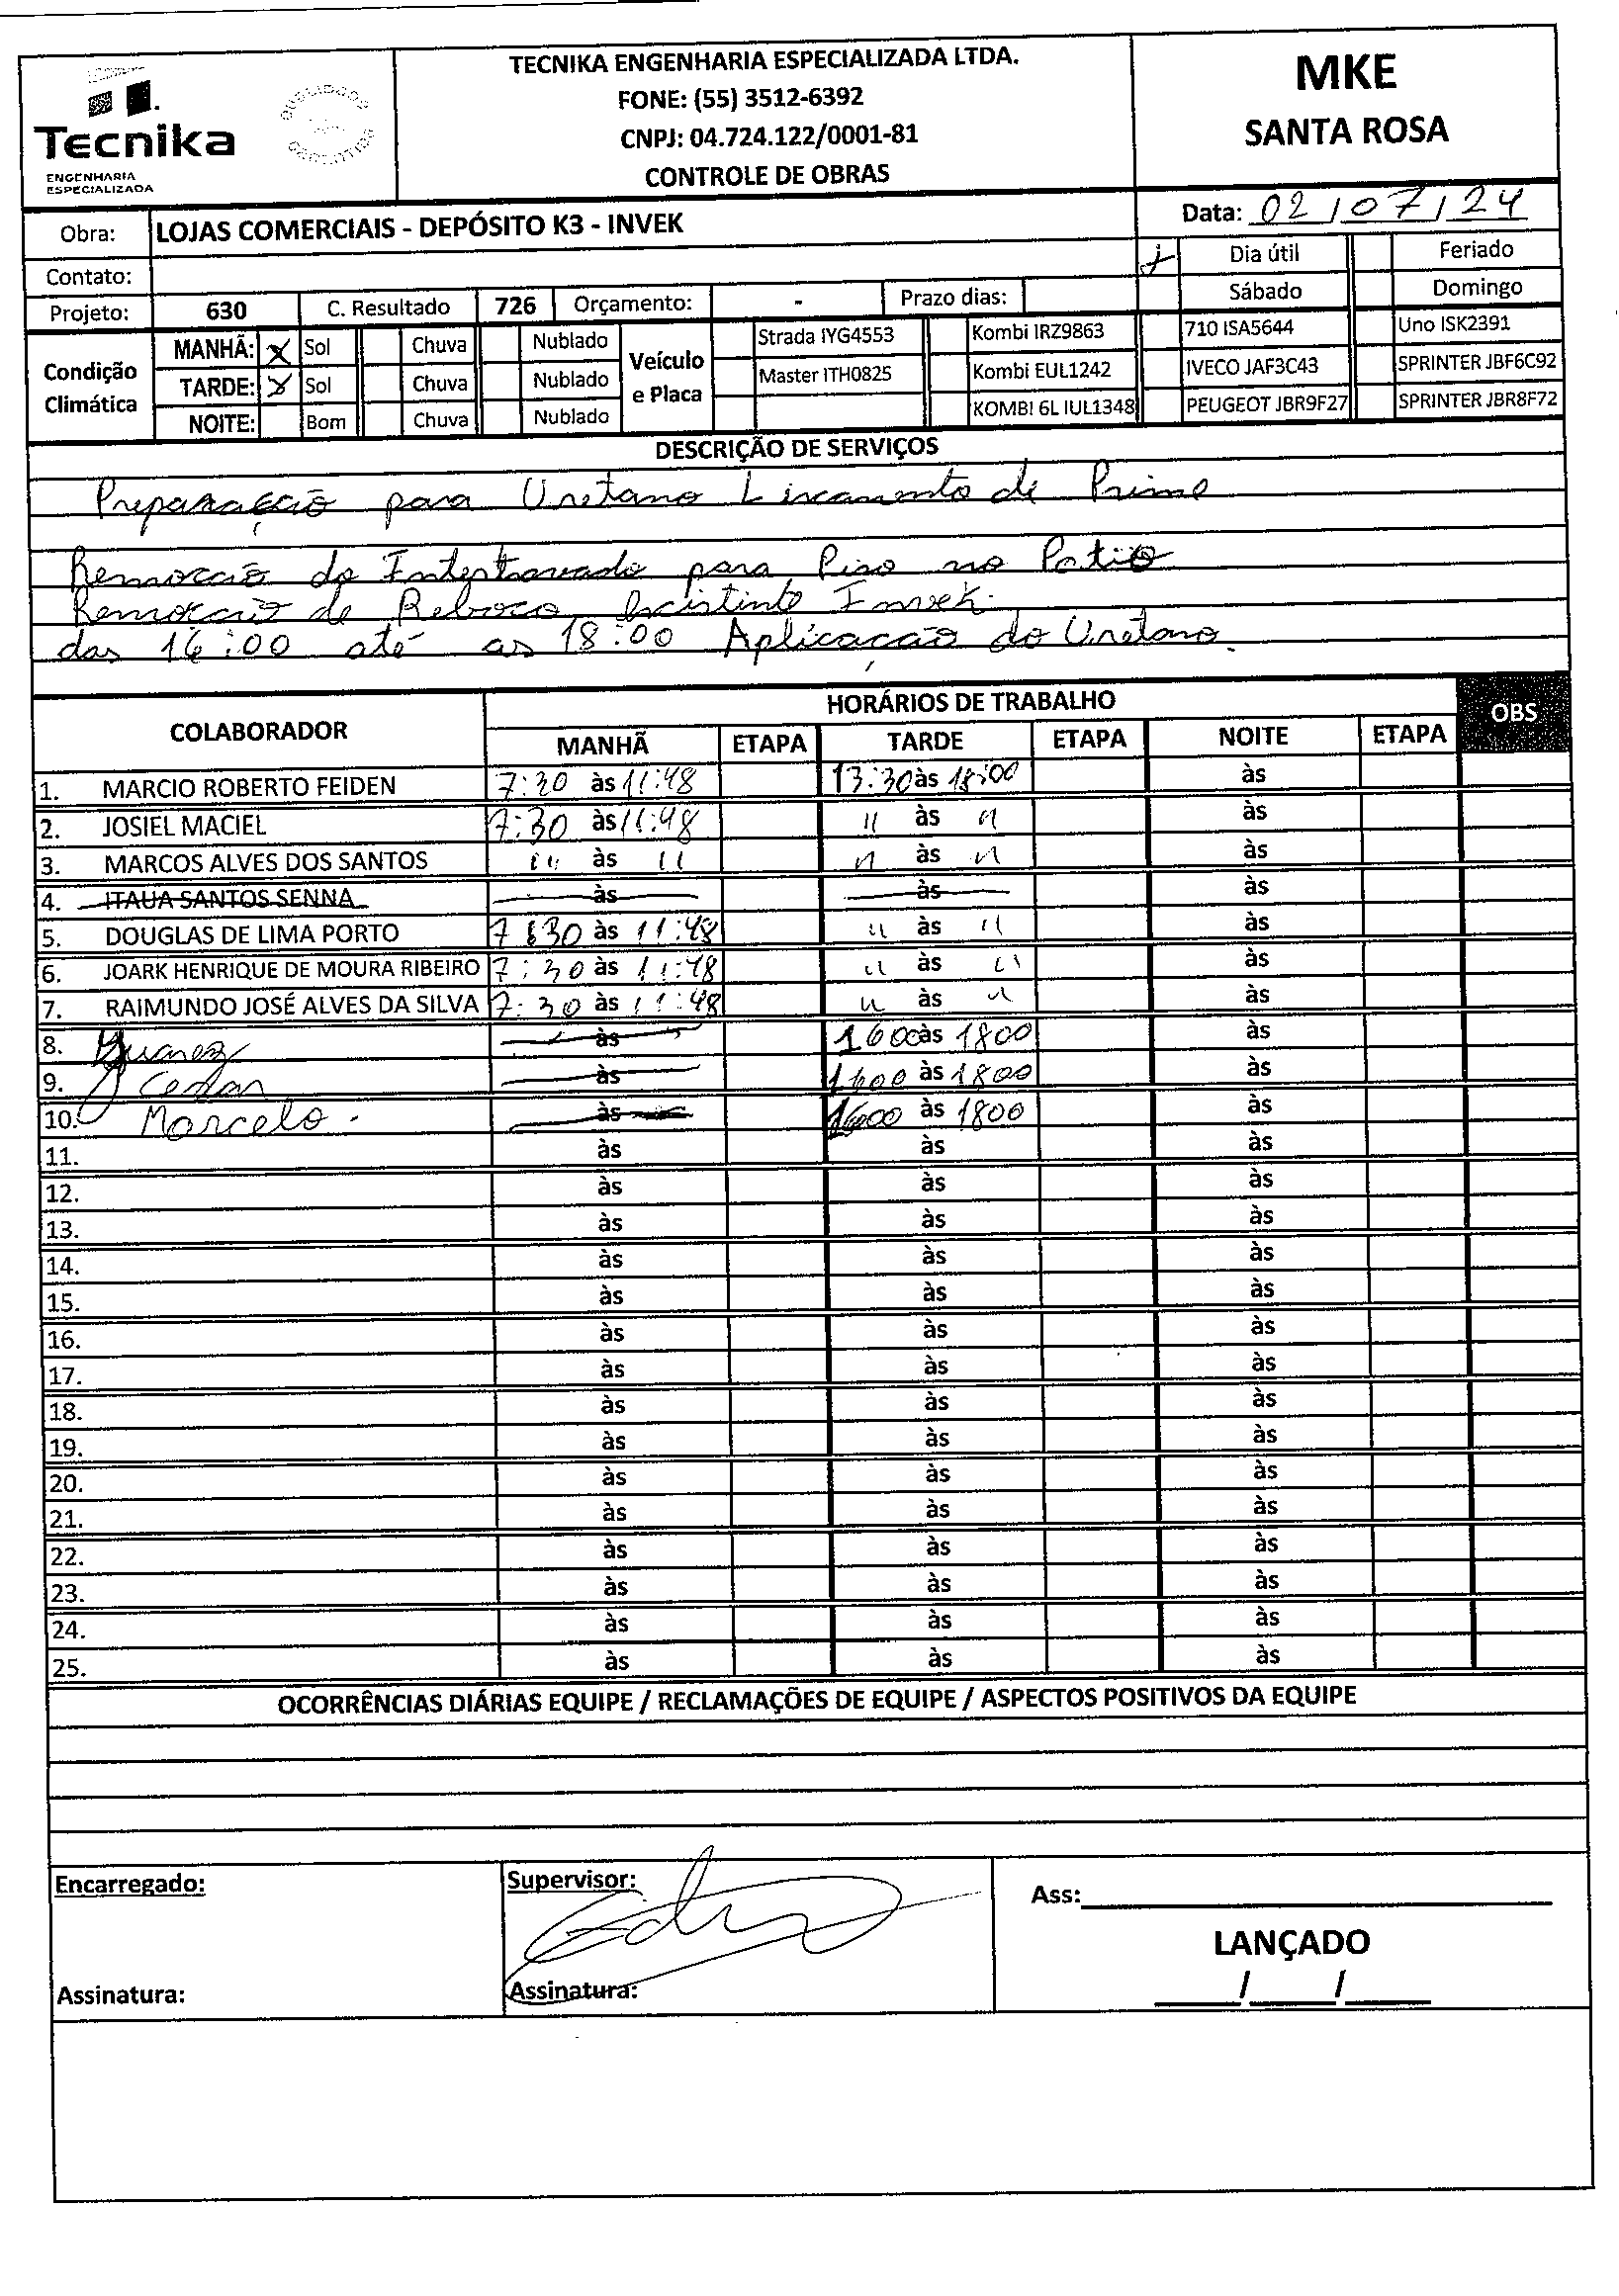 TECNIKA ENGENHARIA ESPECIALIZADA LTDA.
FONE: (55) 3512-6392
CNPJ: 04.724.122/0001-81
CONTROLE DE OBRAS
Tecnika
ENGENHARIA
ESPECIALIZADA
MKE
SANTA ROSA
Obra: LOJAS COMERCIAIS - DEPÓSITO K3 - INVEK
Data: 02/07/24
Contato:
X Dia útil Feriado
Sábado Domingo
Projeto: 630 C. Resultado 726 Orçamento: - Prazo dias:
Condição Climática
MANHÃ: X Sol Chuva Nublado
TARDE: X Sol Chuva Nublado
NOITE: Bom Chuva Nublado
Veículo e Placa
Strada IYG4553 Kombi IRZ9863 710 ISA5644 Uno ISK2391
Master ITH0825 Kombi EUL1242 IVECO JAF3C43 SPRINTER JBF6C92
KOMBI 6L IUL1348 PEUGEOT JBR9F27 SPRINTER JBR8F72
DESCRIÇÃO DE SERVIÇOS
Preparação para Uretano Lixamento de Prime
Remoção do Intertravado para Piso no Patio
Remoção de Reboco Existinte Invek.
das 16:00 até as 18:00 Aplicação do Uretano.
COLABORADOR HORÁRIOS DE TRABALHO OBS
MANHÃ ETAPA TARDE ETAPA NOITE ETAPA
1. MARCIO ROBERTO FEIDEN 7:30 às 11:48 13:30 às 18:00 às
2. JOSIEL MACIEL 7:30 às 11:48 " às " às
3. MARCOS ALVES DOS SANTOS " às " " às " às
4. ITAUA SANTOS SENNA às às às
5. DOUGLAS DE LIMA PORTO 7:30 às 11:48 " às " às
6. JOARK HENRIQUE DE MOURA RIBEIRO 7:30 às 11:48 " às " às
7. RAIMUNDO JOSÉ ALVES DA SILVA 7:30 às 11:48 " às " às
8. Juarez às 1600 às 1800 às
9. Cesar às 1600 às 1800 às
10. Marcelo. às 1600 às 1800 às
11. às às às
12. às às às
13. às às às
14. às às às
15. às às às
16. às às às
17. às às às
18. às às às
19. às às às
20. às às às
21. às às às
22. às às às
23. às às às
24. às às às
25. às às às
OCORRÊNCIAS DIÁRIAS EQUIPE / RECLAMAÇÕES DE EQUIPE / ASPECTOS POSITIVOS DA EQUIPE
Encarregado: Supervisor: Ass:
LANÇADO
Assinatura: Assinatura: / /